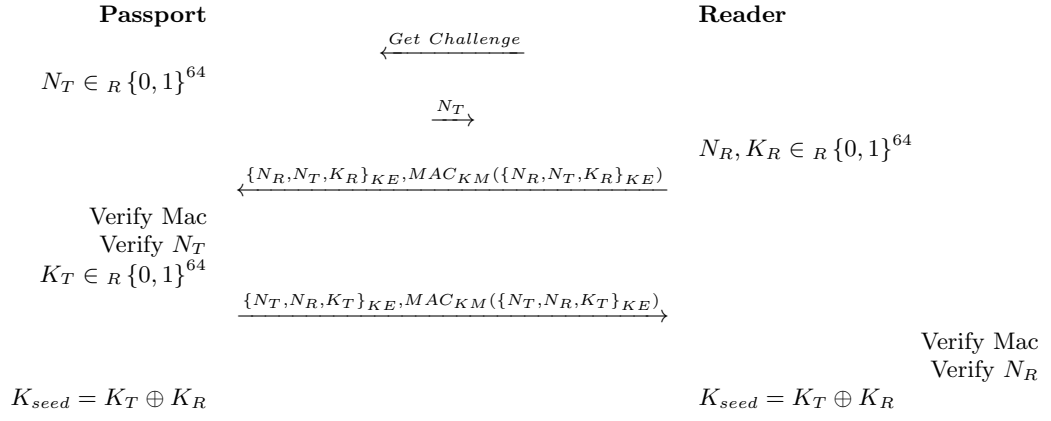 Passport Reader
Get Challenge
N_T ∈ _R {0, 1}^64
N_T
N_R, K_R ∈ _R {0, 1}^64
{N_R,N_T,K_R}_KE,MAC_KM({N_R,N_T,K_R}_KE)
Verify Mac
Verify N_T
K_T ∈ _R {0, 1}^64
{N_T,N_R,K_T}_KE,MAC_KM({N_T,N_R,K_T}_KE)
Verify Mac
Verify N_R
K_seed = K_T ⊕ K_R K_seed = K_T ⊕ K_R